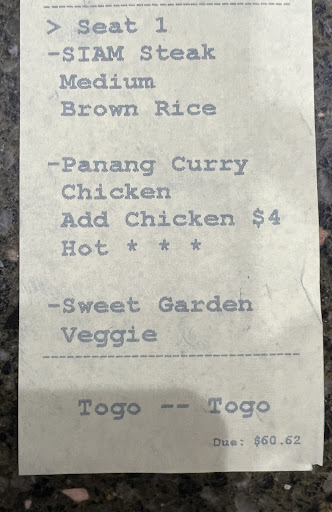 > Seat 1
-SIAM Steak
Medium
Brown Rice
-Panang Curry
Chicken
Add Chicken $4
Hot * * *
-Sweet Garden
Veggie
Togo -- Togo
Due: $60.62